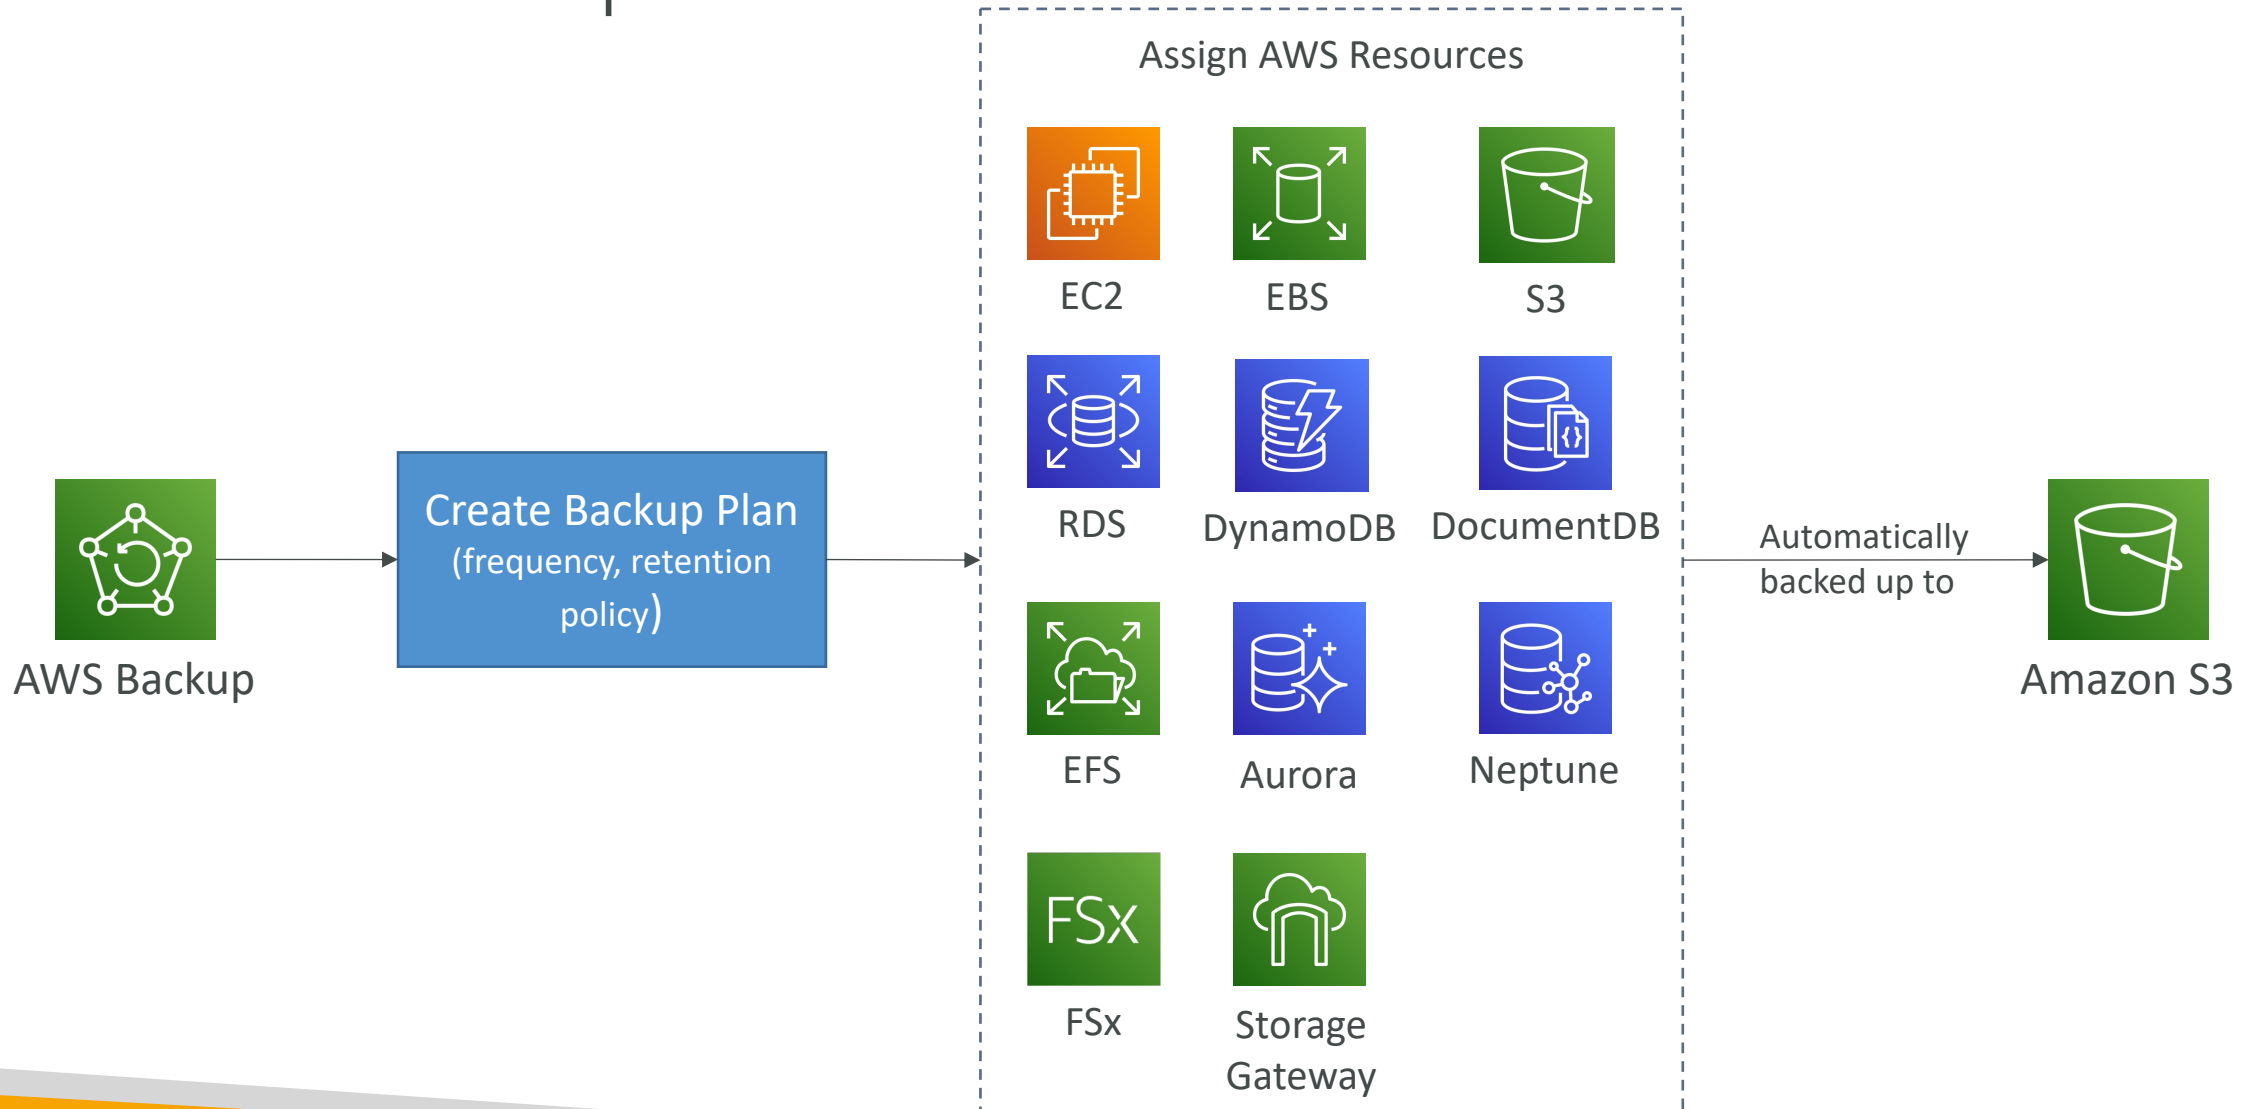 Assign AWS Resources
EC2
EBS
S3
RDS
DynamoDB
DocumentDB
AWS Backup
Create Backup Plan
(frequency, retention
policy)
Automatically
backed up to
Amazon S3
EFS
Aurora
Neptune
FSx
FSx
Storage
Gateway